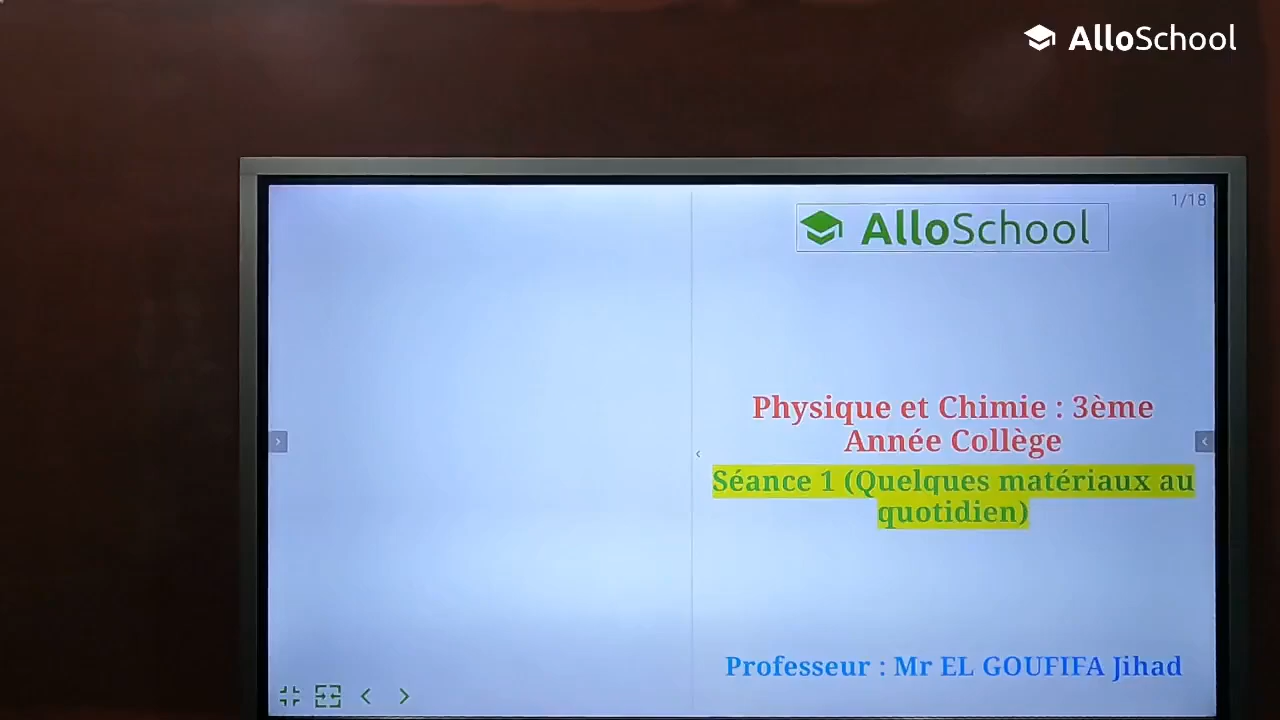 AlloSchool
1/18
AlloSchool
Physique et Chimie : 3ème
Année Collège
Séance 1 (Quelques matériaux au
quotidien)
Professeur : Mr EL GOUFIFA Jihad